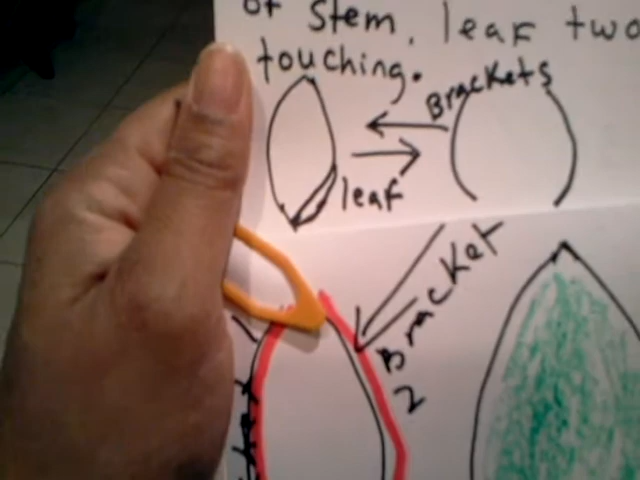 of Stem, leaf two
touching.
Brackets
leaf
Bracket
2